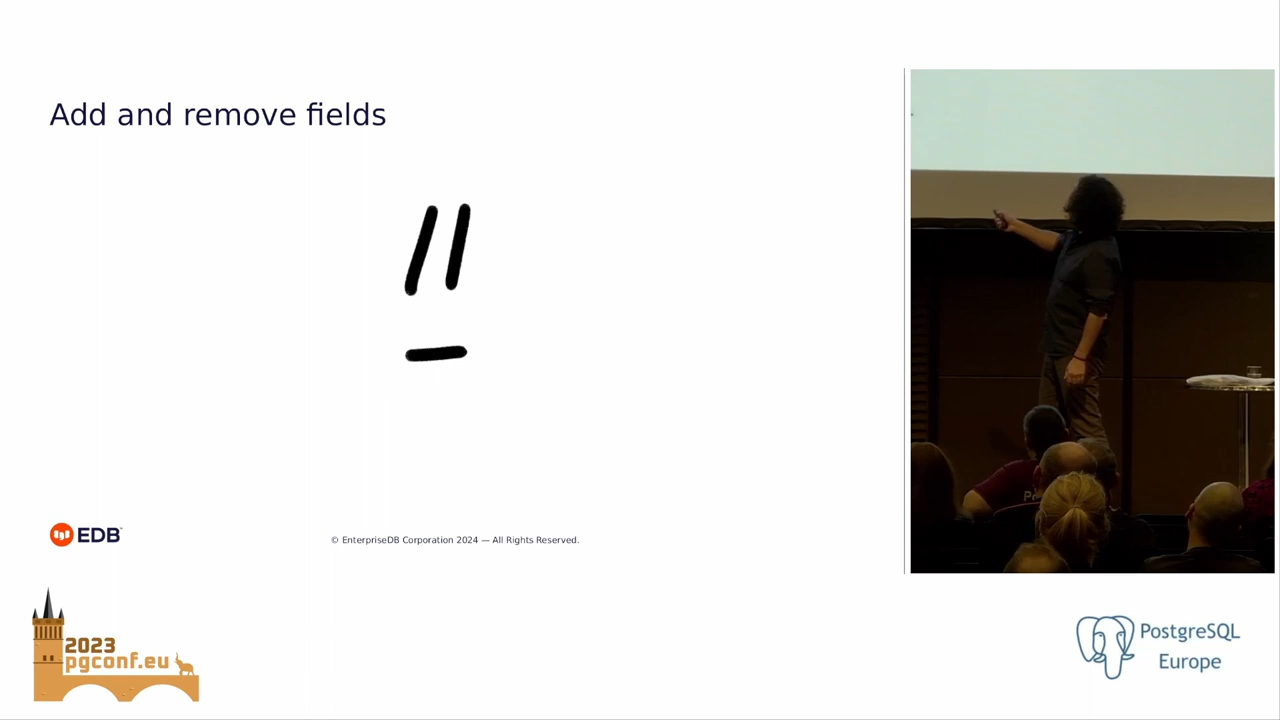 Add and remove fields
||
-
EDB
© EnterpriseDB Corporation 2024 — All Rights Reserved.
2023
pgconf.eu
PostgreSQL
Europe